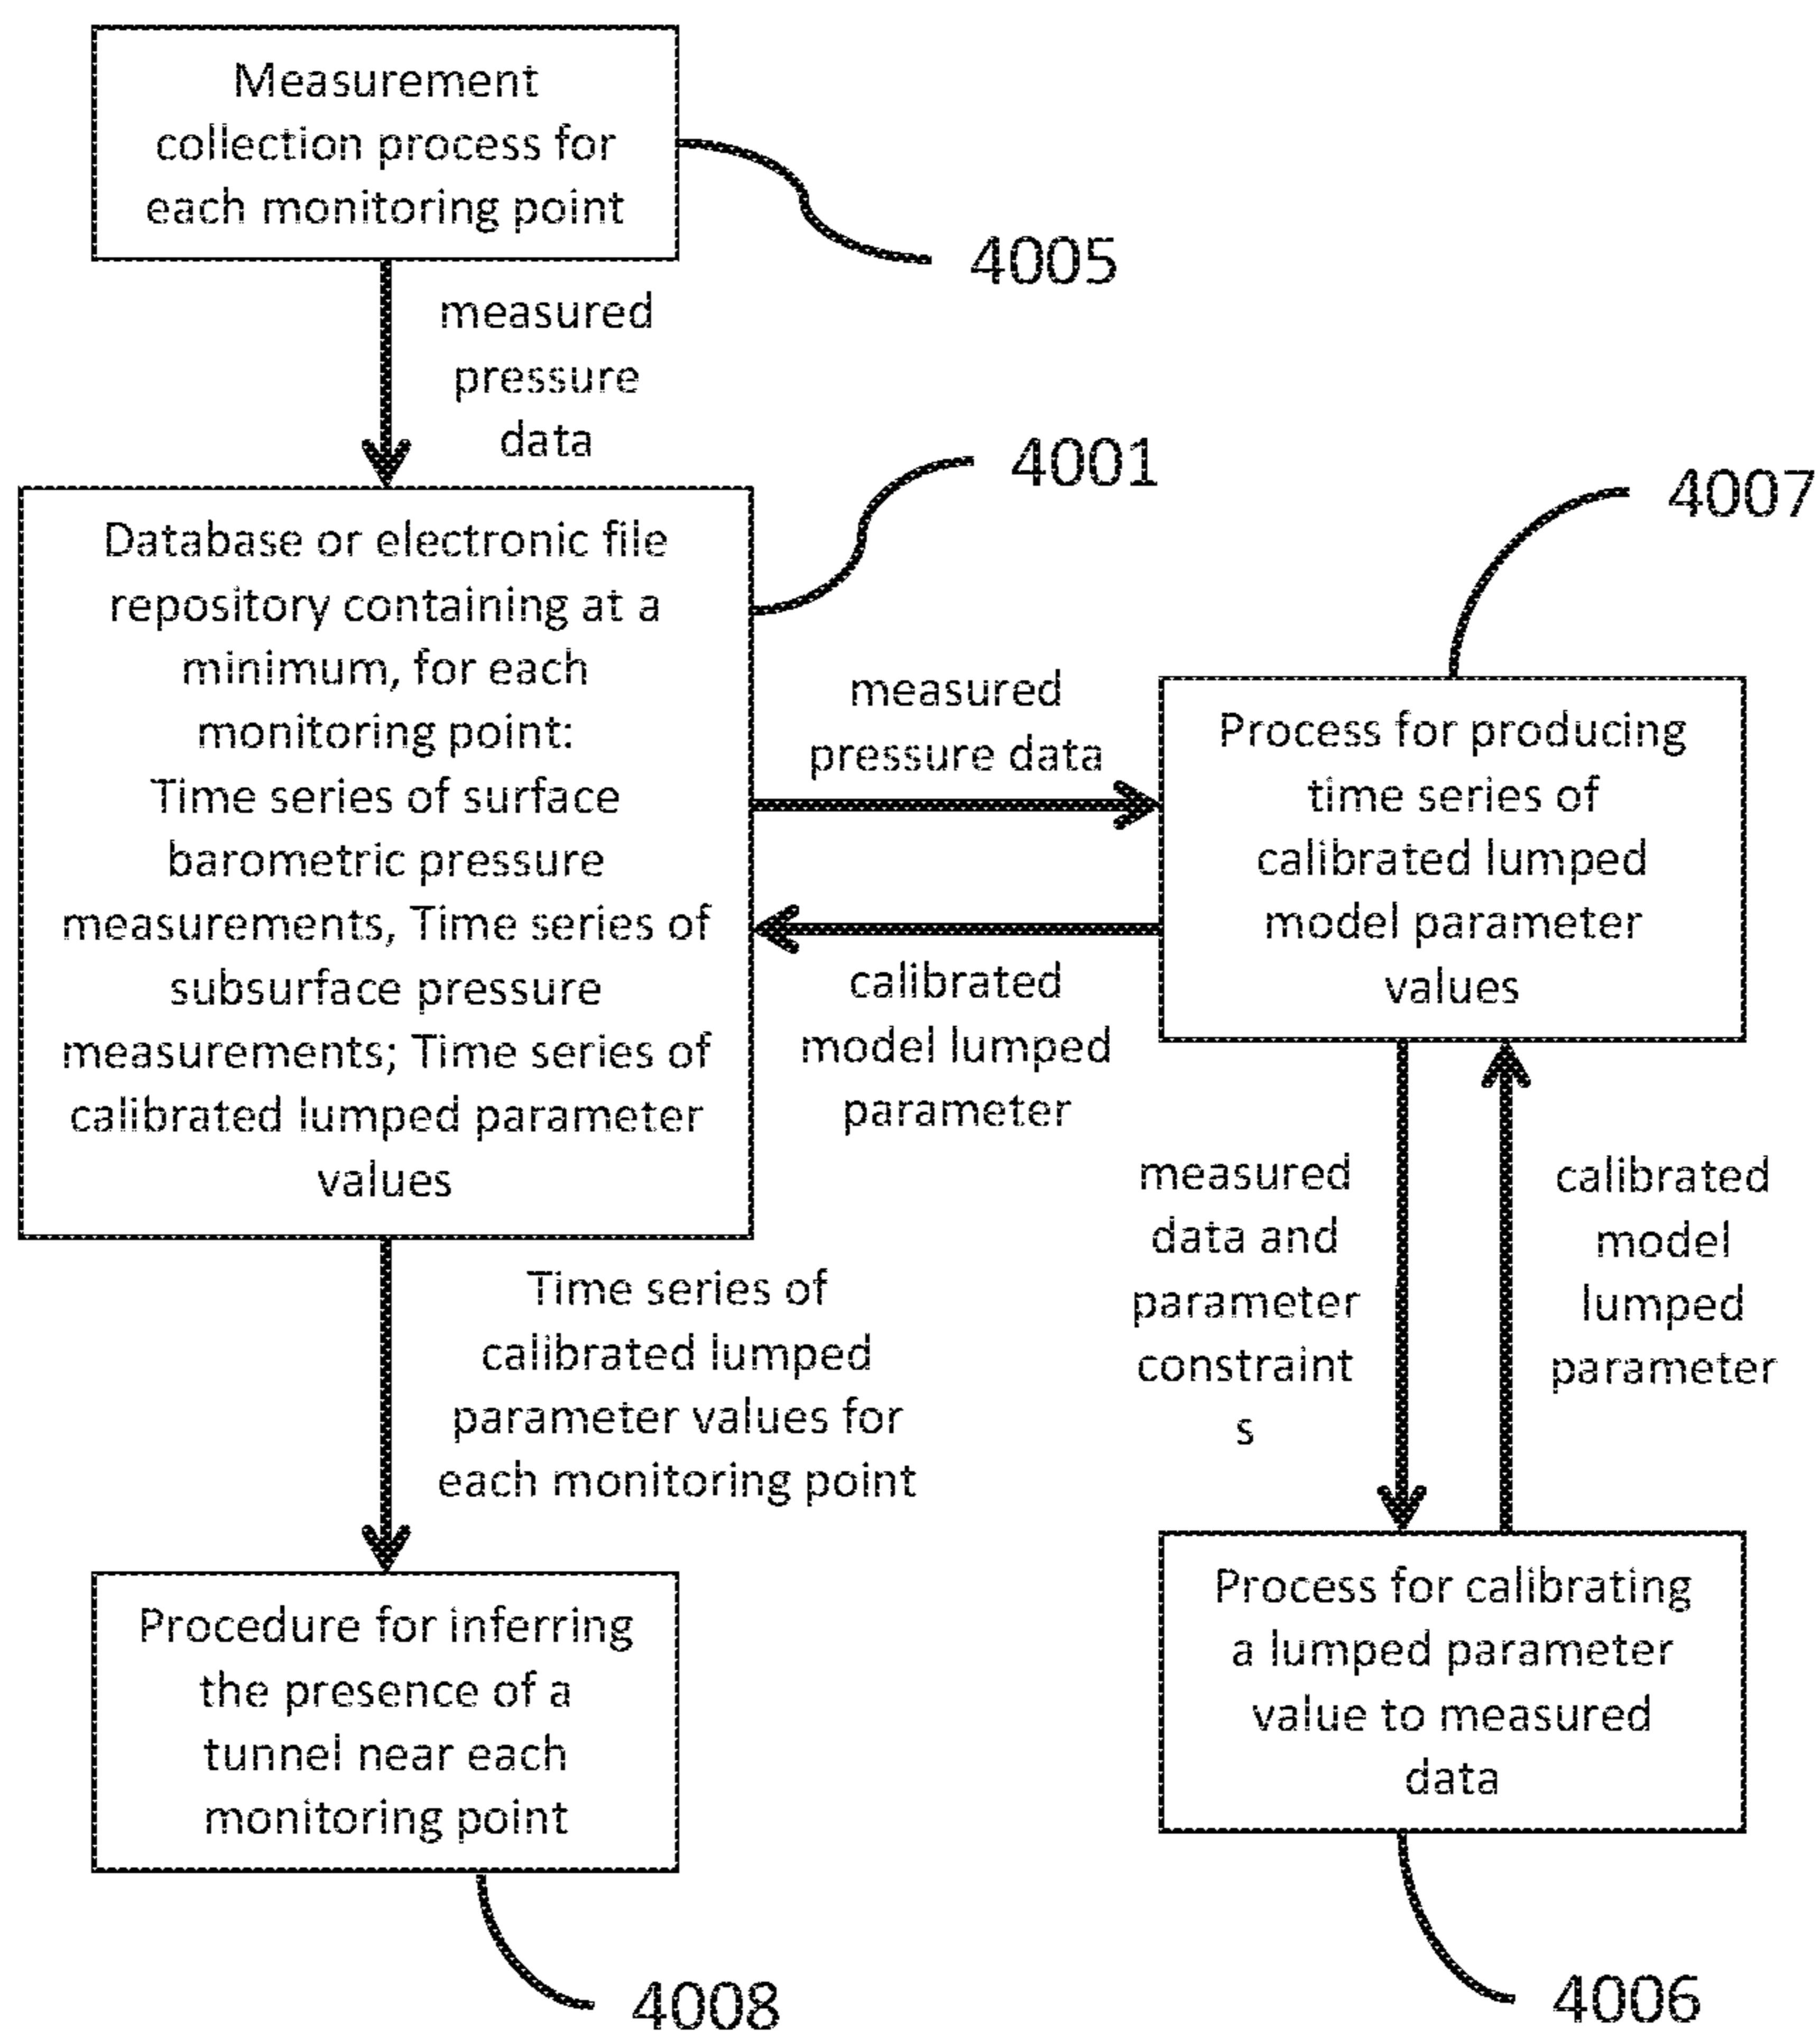 Measurement
collection process for
each monitoring point
4005
measured
pressure
data
4001
Database or electronic file
repository containing at a
minimum, for each
monitoring point:
Time series of surface
barometric pressure
measurements, Time series of
subsurface pressure
measurements; Time series of
calibrated lumped parameter
values
measured
pressure data
calibrated
model lumped
parameter
4007
Process for producing
time series of
calibrated lumped
model parameter
values
measured
data and
parameter
constraint
s
calibrated
model
lumped
parameter
Time series of
calibrated lumped
parameter values for
each monitoring point
Procedure for inferring
the presence of a
tunnel near each
monitoring point
4008
Process for calibrating
a lumped parameter
value to measured
data
4006